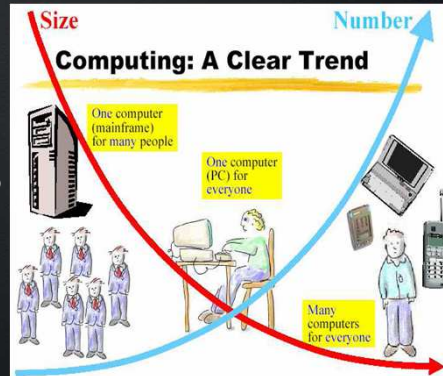 Size
Number
Computing: A Clear Trend
One computer
(mainframe)
for many people
One computer
(PC) for
everyone
Many
computers
for everyone